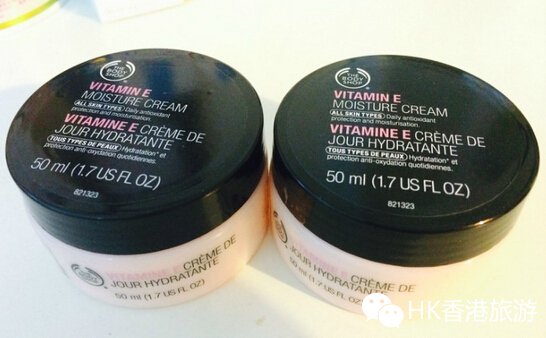 THE
BODY
SHOP
VITAMIN E
MOISTURE CREAM
ALL SKIN TYPES Daily antioxidant
protection and moisturisation.
VITAMINE E CRÈME DE
JOUR HYDRATANTE
TOUS TYPES DE PEAUX Hydratation* et
protection anti-oxydation quotidiennes.
50 ml (1.7 US FL OZ)
821323
VITAMINE E CRÈME DE
JOUR HYDRATANTE
50 ml (1.7 US FL OZ)
THE
BODY
SHOP
VITAMIN E
MOISTURE CREAM
ALL SKIN TYPES Daily antioxidant
protection and moisturisation.
VITAMINE E CRÈME DE
JOUR HYDRATANTE
TOUS TYPES DE PEAUX Hydratation* et
protection anti-oxydation quotidiennes.
50 ml (1.7 US FL OZ)
821323
VITAMINE E CRÈME DE
JOUR HYDRATANTE
50 ml (1.7 US FL OZ)
HK香港旅游